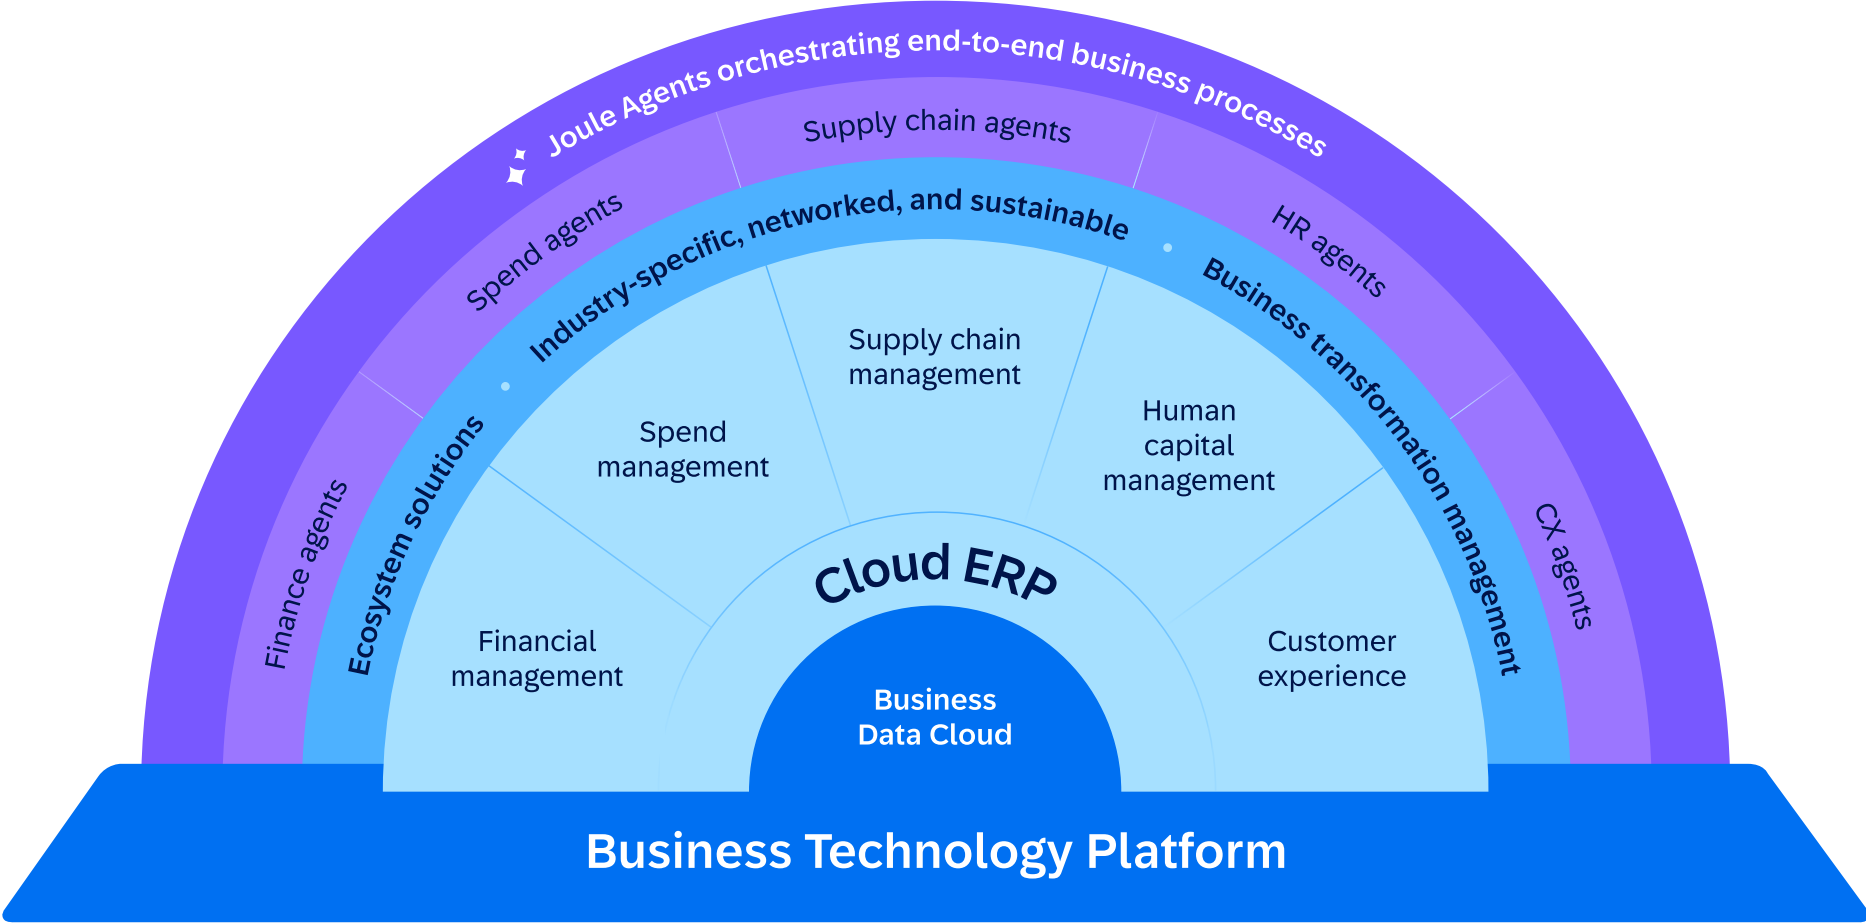 Joule Agents orchestrating end-to-end business processes
Finance agents
Spend agents
Supply chain agents
HR agents
CX agents
Ecosystem solutions • Industry-specific, networked, and sustainable • Business transformation management
Financial
management
Spend
management
Supply chain
management
Human
capital
management
Customer
experience
Cloud ERP
Business
Data Cloud
Business Technology Platform